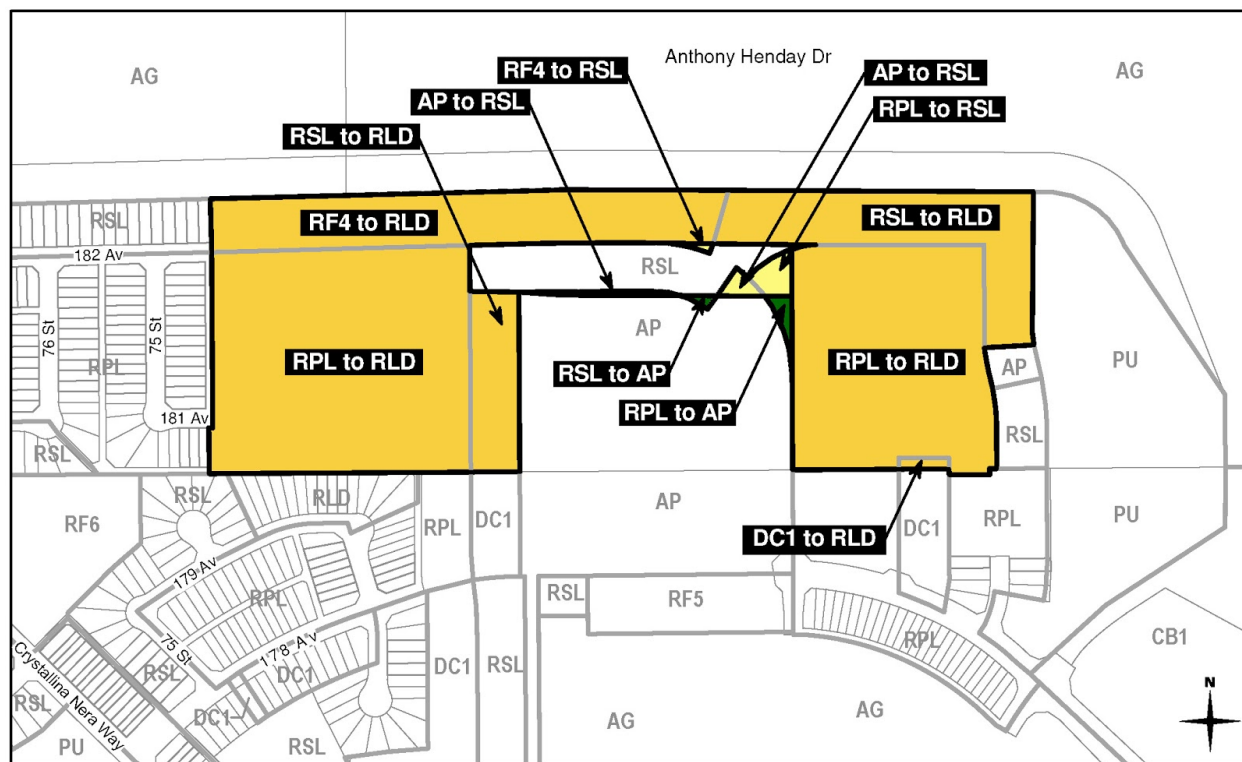 Anthony Henday Dr
AG
AG
RF4 to RSL
AP to RSL
AP to RSL
RPL to RSL
RSL to RLD
RSL
RF4 to RLD
RSL to RLD
182 Av
RSL
76 St
75 St
RPL
AP
RPL to RLD
RSL to AP
RPL to RLD
AP
PU
RPL to AP
181 Av
RSL
RSL
RSL
RLD
AP
RF6
RPL
DC1
DC1
RPL
PU
DC1 to RLD
179 Av
RPL
RSL
RF5
75 St
178 Av
RPL
CB1
Crystallina Nera Way
RSL
DC1
DC1
RSL
RSL
DC1
AG
AG
PU
RSL
N